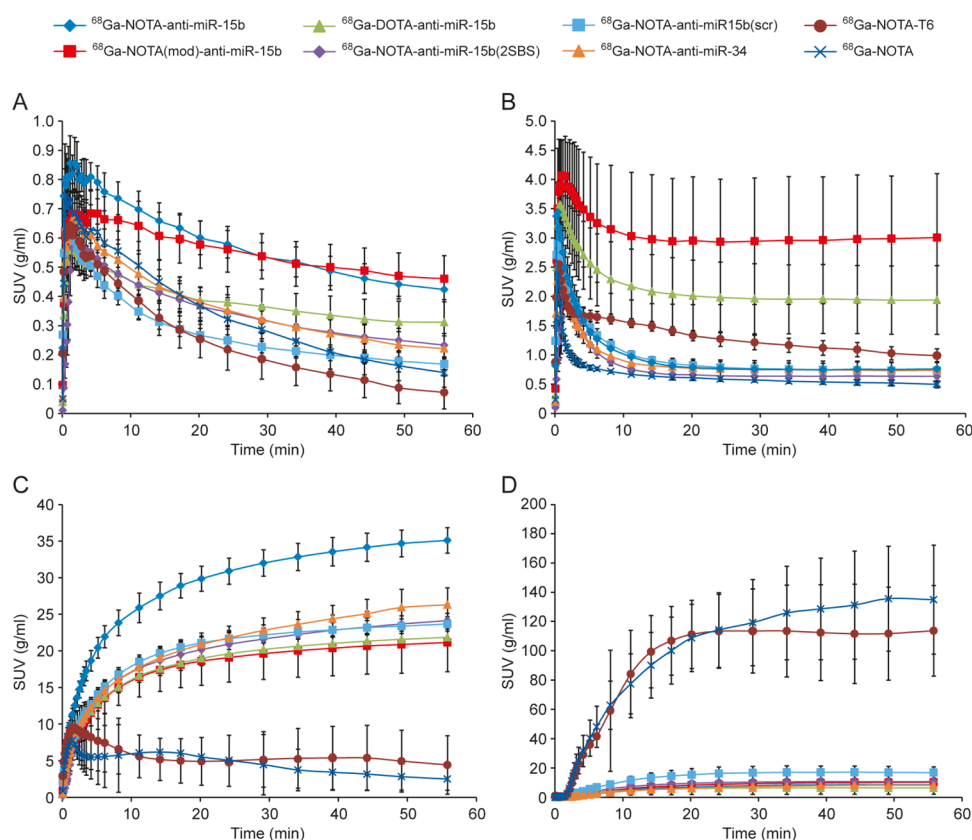 ⁶⁸Ga-NOTA-anti-miR-15b ⁶⁸Ga-DOTA-anti-miR-15b ⁶⁸Ga-NOTA-anti-miR15b(scr) ⁶⁸Ga-NOTA-T6
⁶⁸Ga-NOTA(mod)-anti-miR-15b ⁶⁸Ga-NOTA-anti-miR-15b(2SBS) ⁶⁸Ga-NOTA-anti-miR-34 ⁶⁸Ga-NOTA
A
1.0
0.9
0.8
0.7
0.6
0.5
0.4
0.3
0.2
0.1
0
SUV (g/ml)
0 10 20 30 40 50 60
Time (min)
B
5.0
4.5
4.0
3.5
3.0
2.5
2.0
1.5
1.0
0.5
0
SUV (g/ml)
0 10 20 30 40 50 60
Time (min)
C
40
35
30
25
20
15
10
5
0
SUV (g/ml)
0 10 20 30 40 50 60
Time (min)
D
200
180
160
140
120
100
80
60
40
20
0
SUV (g/ml)
0 10 20 30 40 50 60
Time (min)